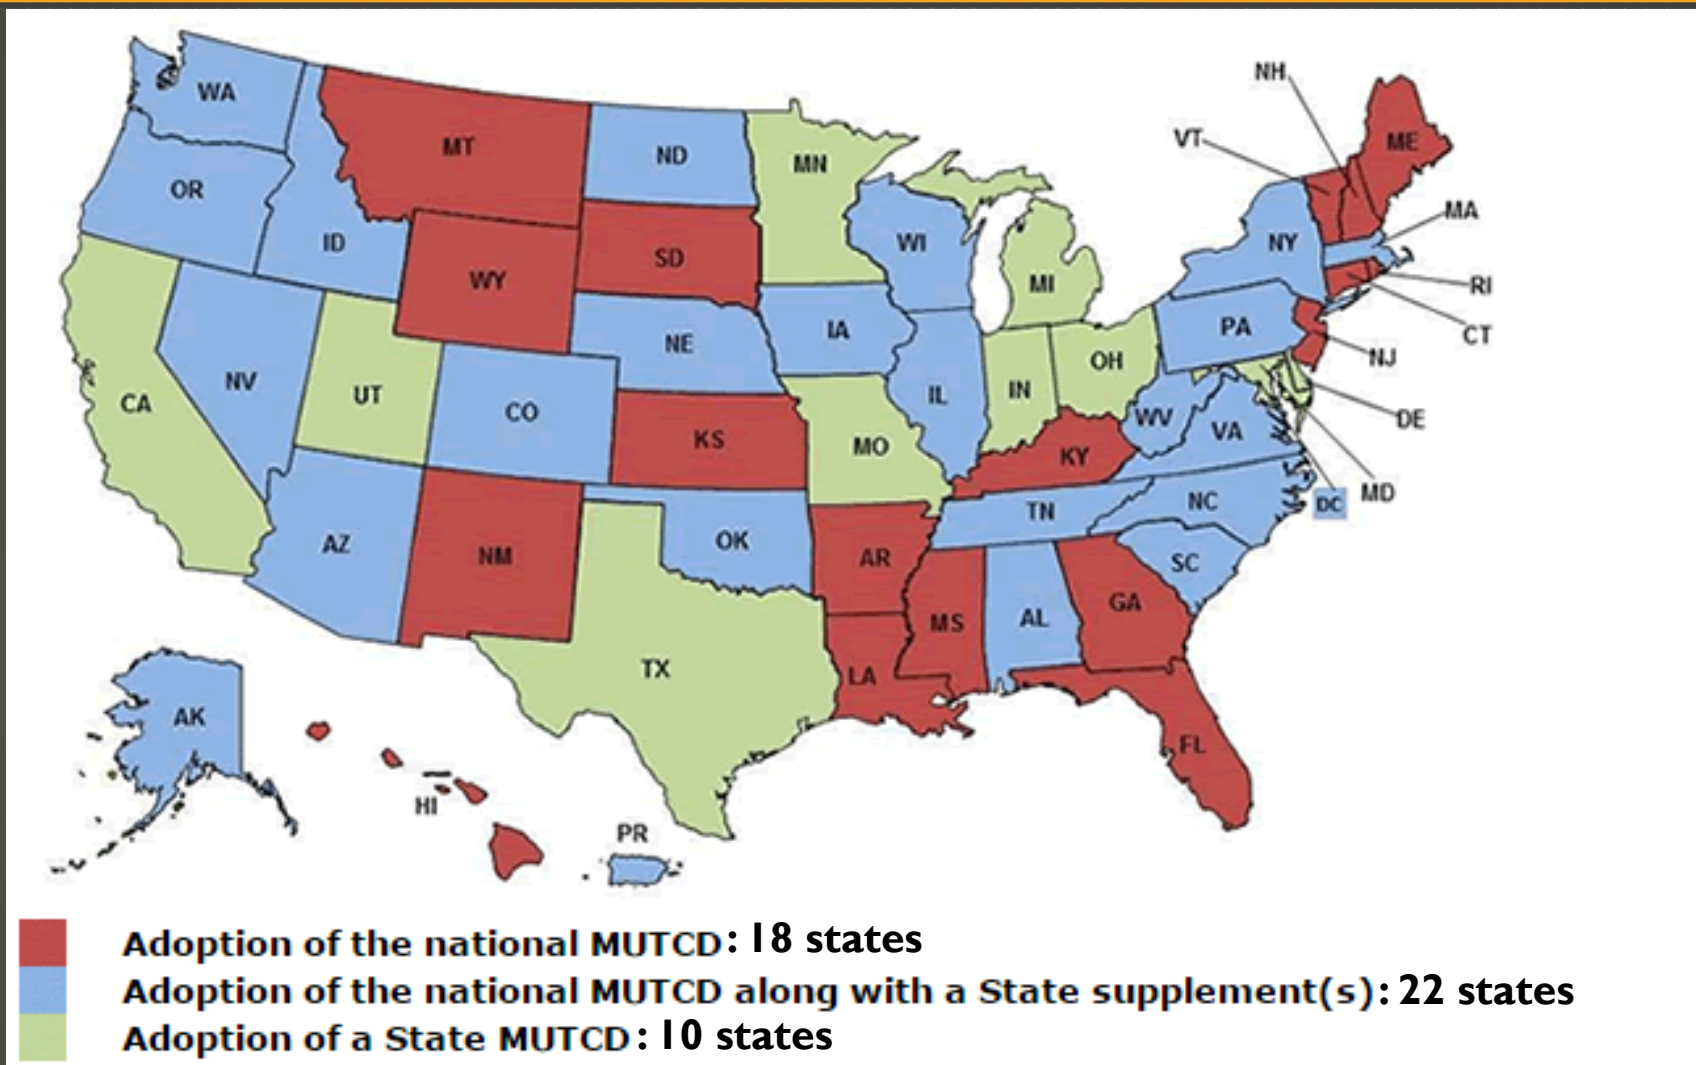 NH
WA
VT
ME
MT
ND
MN
OR
MA
ID
WI
NY
SD
WY
MI
RI
IA
PA
CT
NE
NJ
OH
NV
IN
UT
IL
CA
CO
WV
DE
VA
KS
MO
KY
MD
NC
DC
TN
OK
AZ
NM
AR
SC
GA
MS
AL
TX
LA
AK
FL
HI
PR
Adoption of the national MUTCD: 18 states
Adoption of the national MUTCD along with a State supplement(s): 22 states
Adoption of a State MUTCD: 10 states